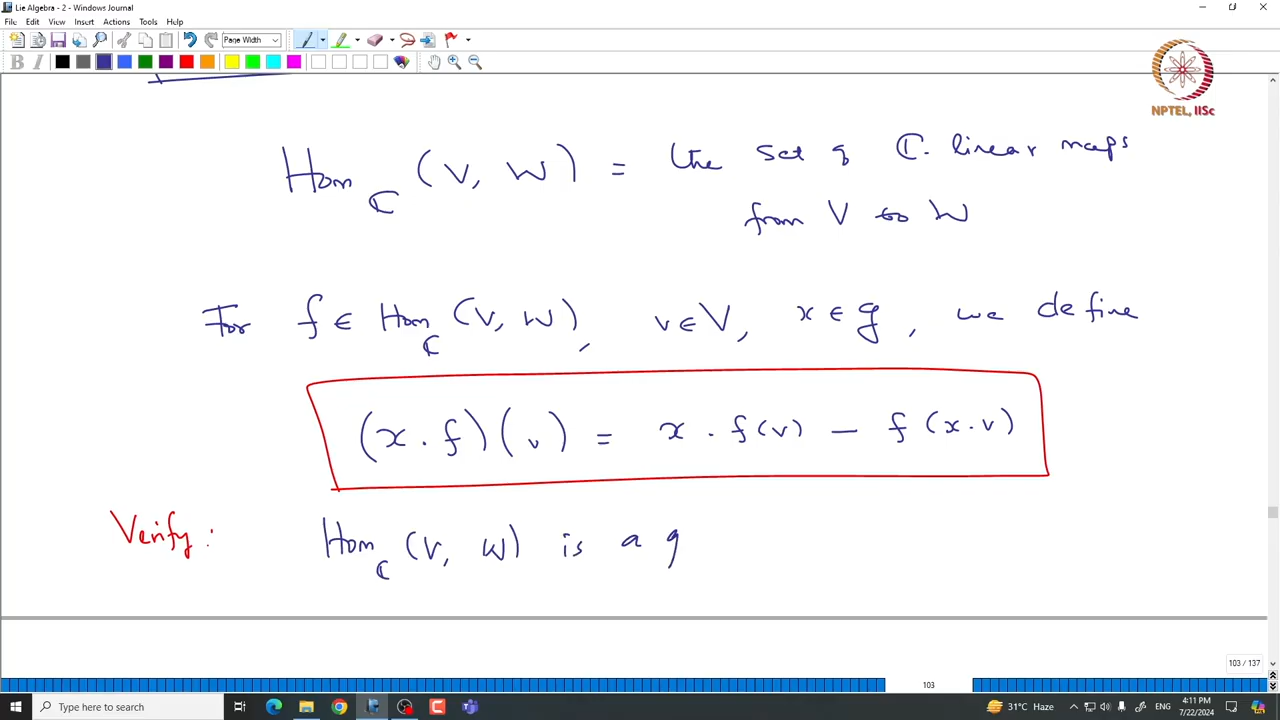 Lie Algebra - 2 - Windows Journal
File Edit View Insert Actions Tools Help
Page Width
B I
NPTEL, IISc
Hom_ℂ (V, W) = the set of ℂ-linear maps
from V to W
For f ∈ Hom_ℂ (V, W), v ∈ V, x ∈ g, we define
(x · f)(v) = x · f(v) — f(x·v)
Verify: Hom_ℂ (V, W) is a g
103 / 137
103
Type here to search
31°C Haze
ENG
4:11 PM
7/22/2024